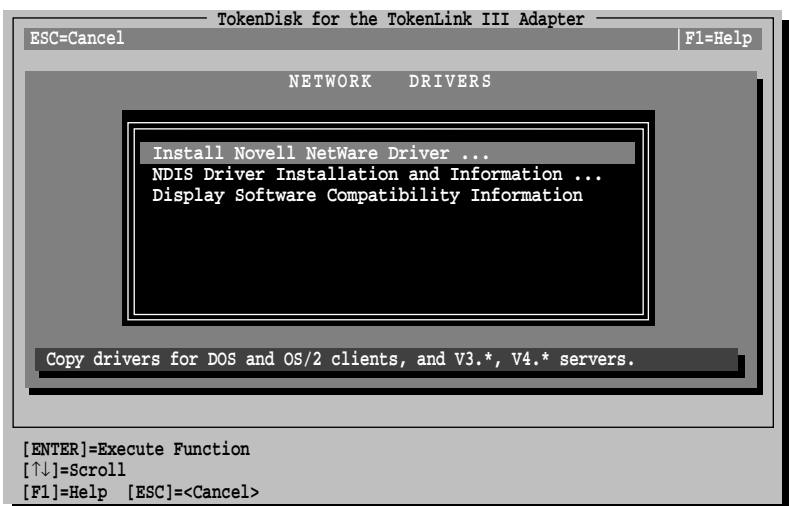 TokenDisk for the TokenLink III Adapter
ESC=Cancel F1=Help
NETWORK DRIVERS
Install Novell NetWare Driver ...
NDIS Driver Installation and Information ...
Display Software Compatibility Information
Copy drivers for DOS and OS/2 clients, and V3.*, V4.* servers.
[ENTER]=Execute Function
[↑↓]=Scroll
[F1]=Help [ESC]=<Cancel>